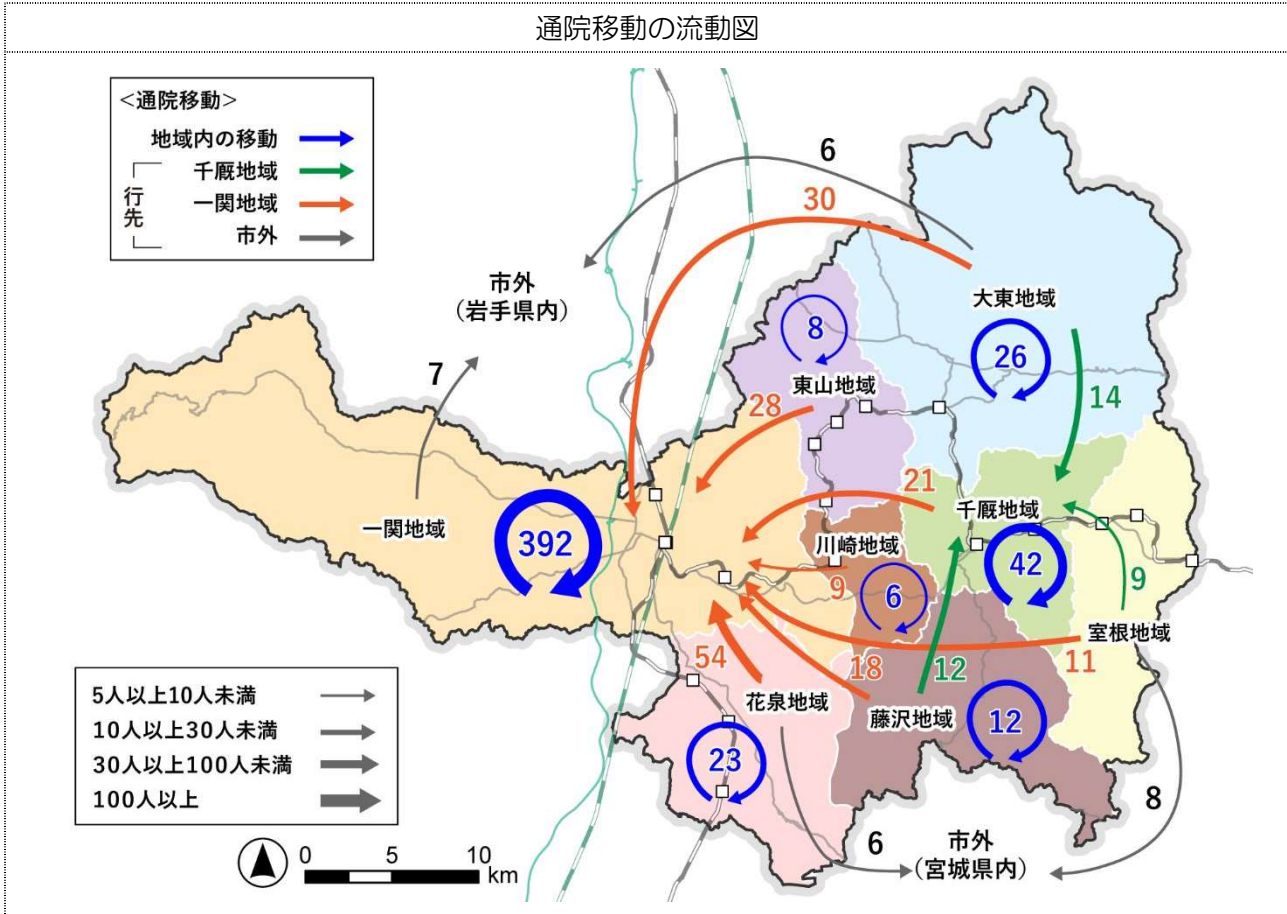 通院移動の流動図
<通院移動>
地域内の移動
行先
千厩地域
一関地域
市外
6
30
市外
(岩手県内)
7
大東地域
26
8
東山地域
14
28
21
千厩地域
一関地域
392
川崎地域
42
9
6
9
室根地域
54
18
12
11
花泉地域
藤沢地域
12
23
8
6
市外
(宮城県内)
5人以上10人未満
10人以上30人未満
30人以上100人未満
100人以上
0 5 10
km